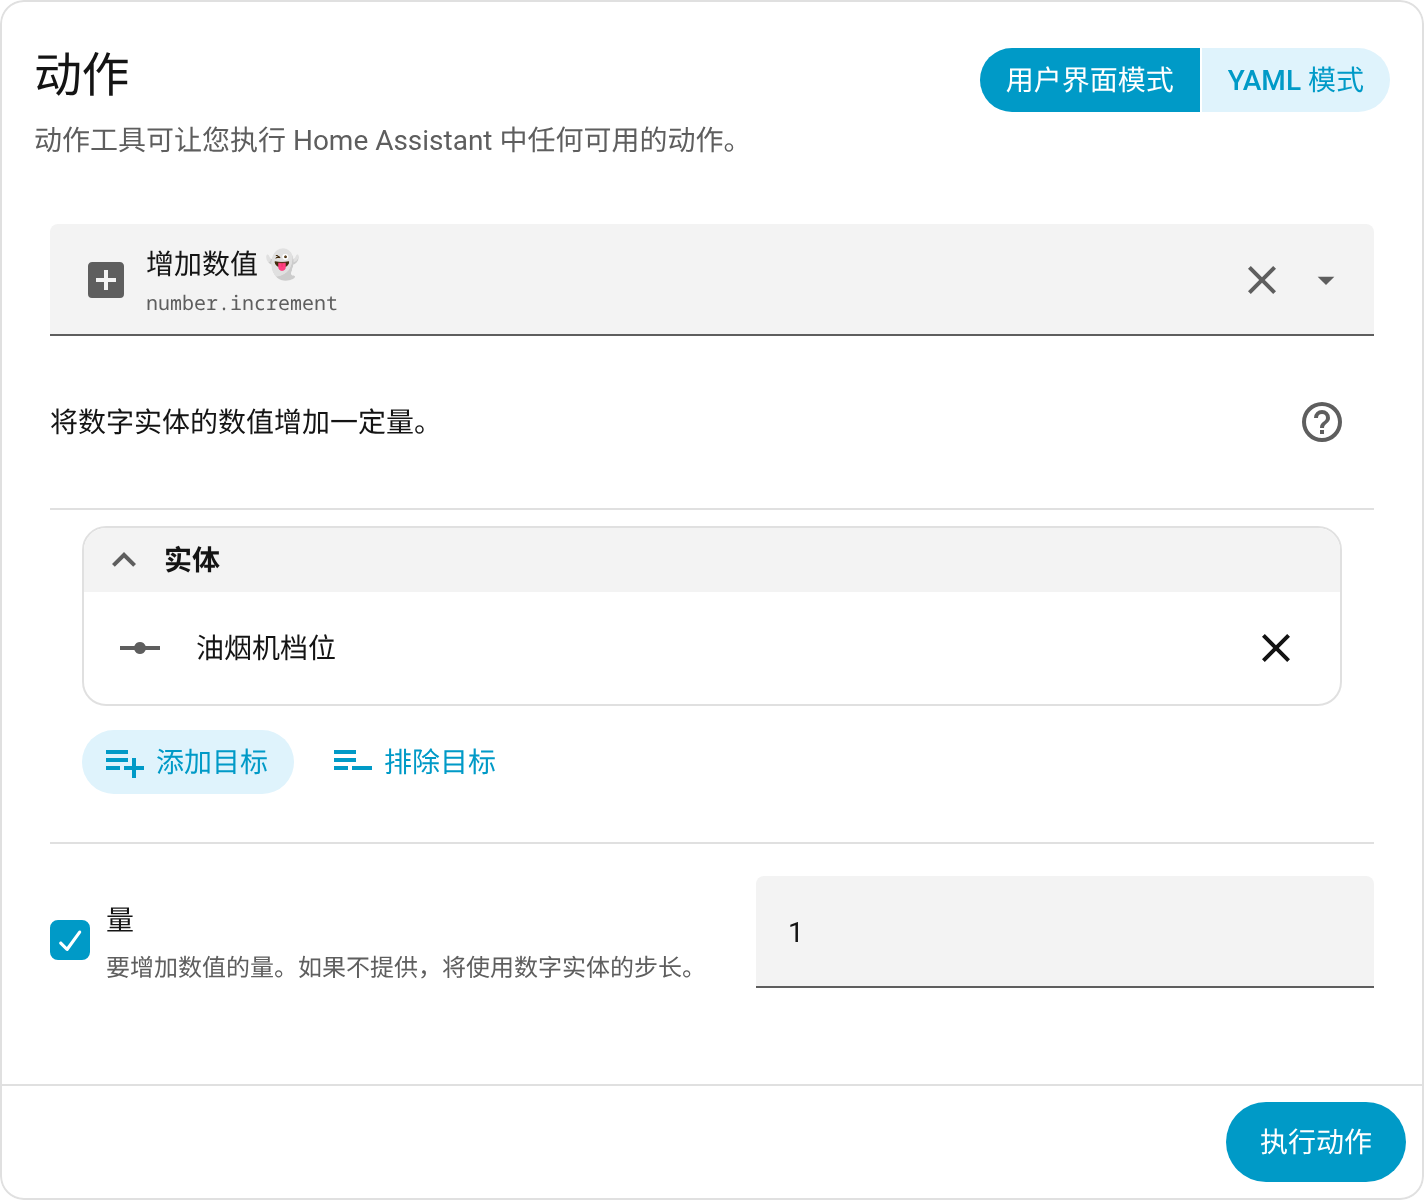 动作
用户界面模式
YAML 模式
动作工具可让您执行 Home Assistant 中任何可用的动作。
增加数值 👻
number.increment
将数字实体的数值增加一定量。
实体
油烟机档位
添加目标
排除目标
量
要增加数值的量。如果不提供，将使用数字实体的步长。
1
执行动作